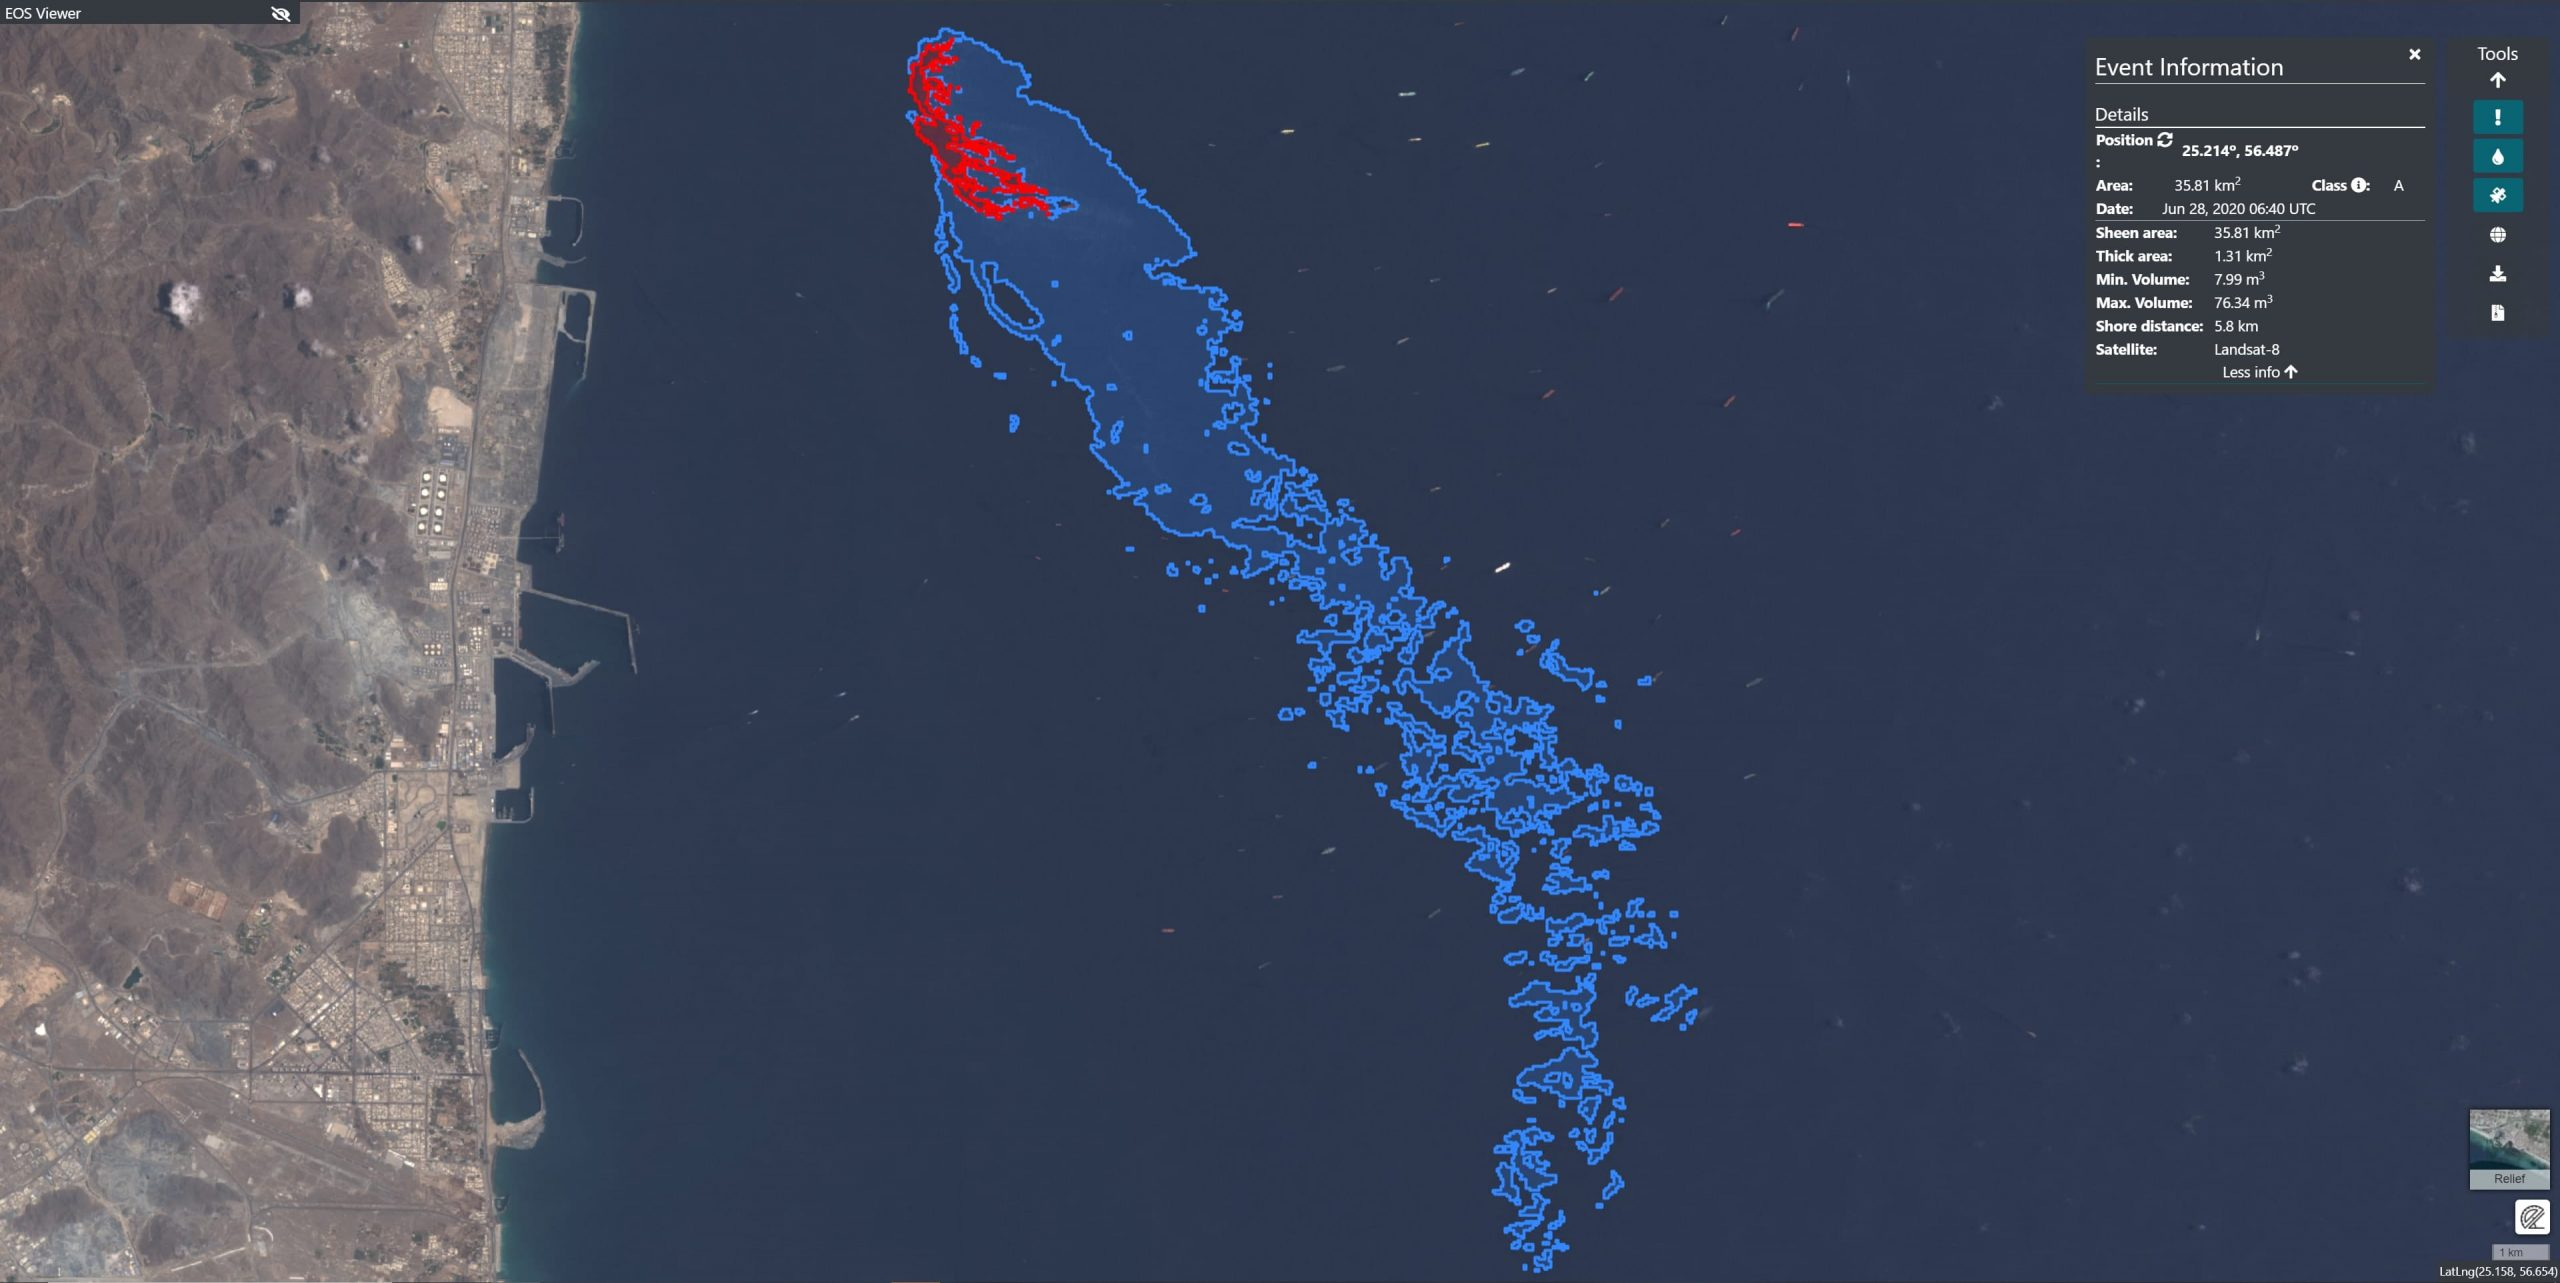 EOS Viewer
Event Information
Details
Position : 25.214º, 56.487º
Area: 35.81 km² Class : A
Date: Jun 28, 2020 06:40 UTC
Sheen area: 35.81 km²
Thick area: 1.31 km²
Min. Volume: 7.99 m³
Max. Volume: 76.34 m³
Shore distance: 5.8 km
Satellite: Landsat-8
Less info
Tools
Relief
1 km
LatLng(25.158, 56.654)